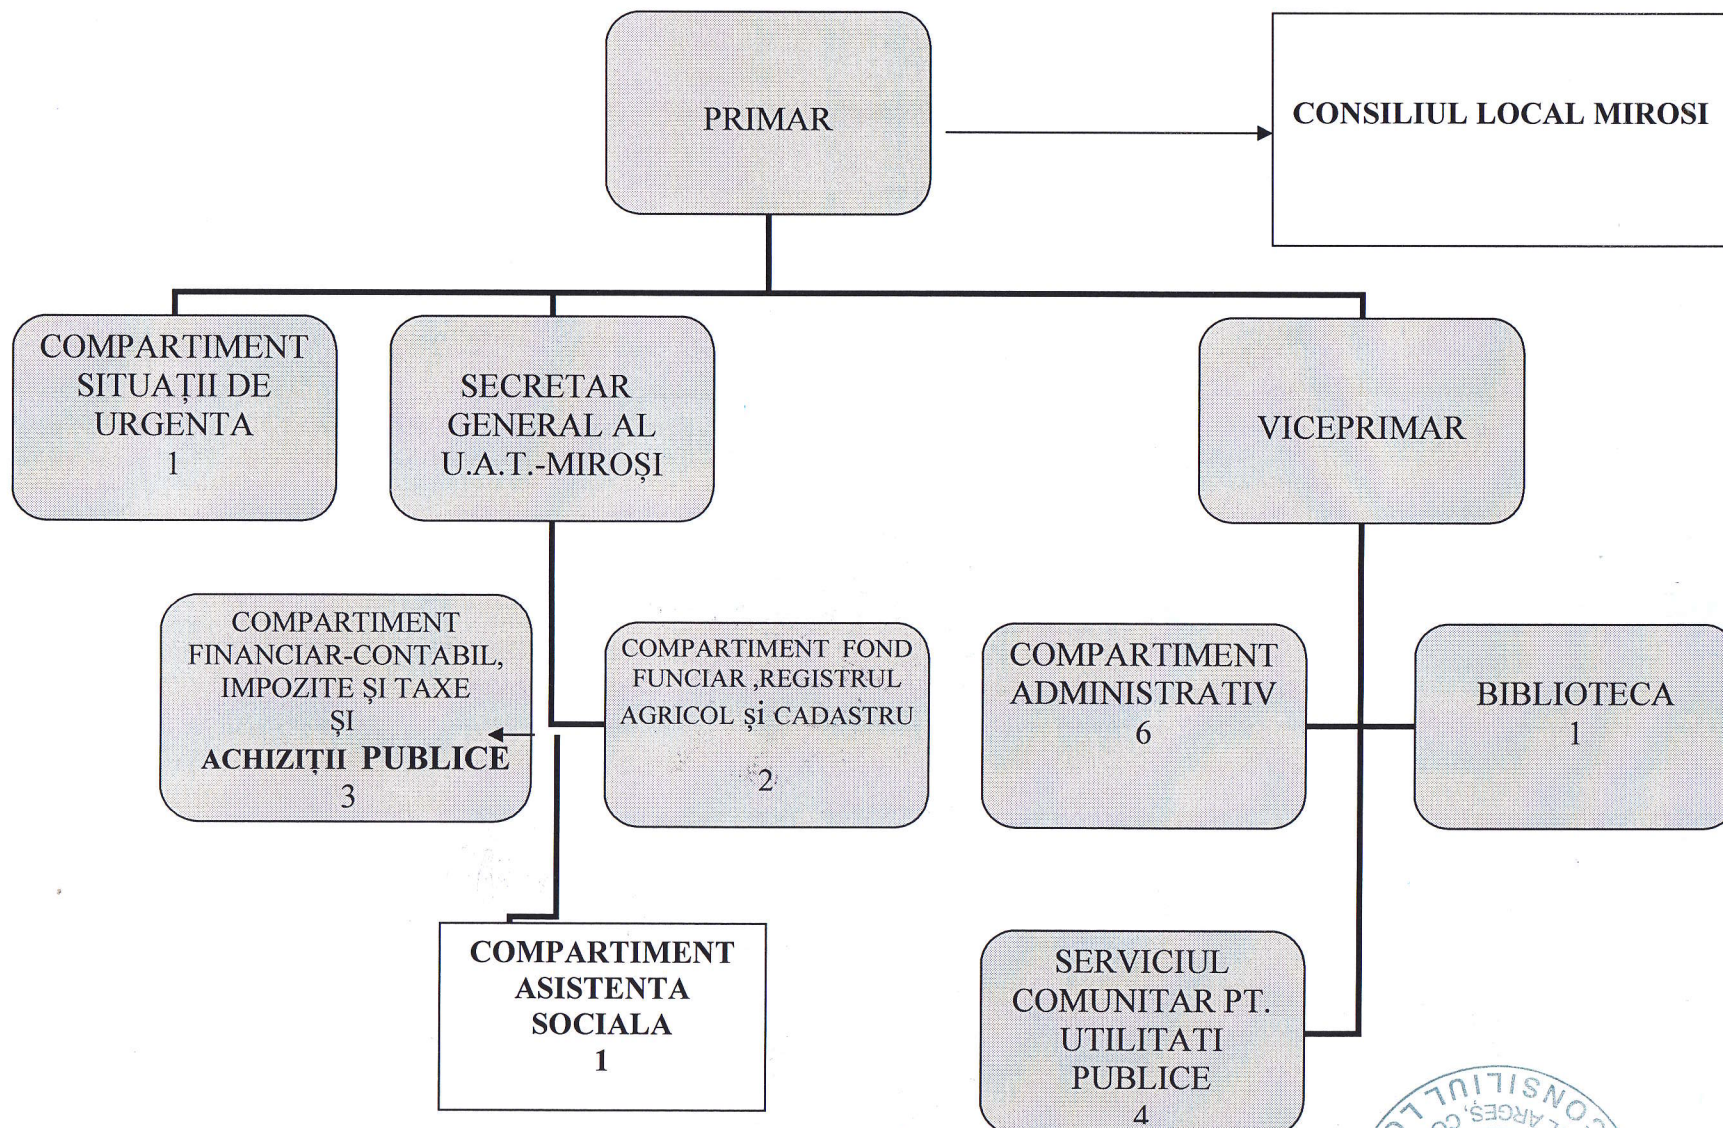 PRIMAR
CONSILIUL LOCAL MIROSI
COMPARTIMENT
SITUAȚII DE
URGENTA
1
SECRETAR
GENERAL AL
U.A.T.-MIROȘI
VICEPRIMAR
COMPARTIMENT
FINANCIAR-CONTABIL,
IMPOZITE ȘI TAXE
ȘI
ACHIZIȚII PUBLICE
3
COMPARTIMENT FOND
FUNCIAR ,REGISTRUL
AGRICOL și CADASTRU
2
COMPARTIMENT
ADMINISTRATIV
6
BIBLIOTECA
1
COMPARTIMENT
ASISTENTA
SOCIALA
1
SERVICIUL
COMUNITAR PT.
UTILITATI
PUBLICE
4
CONSILIUL
ARGEȘ,